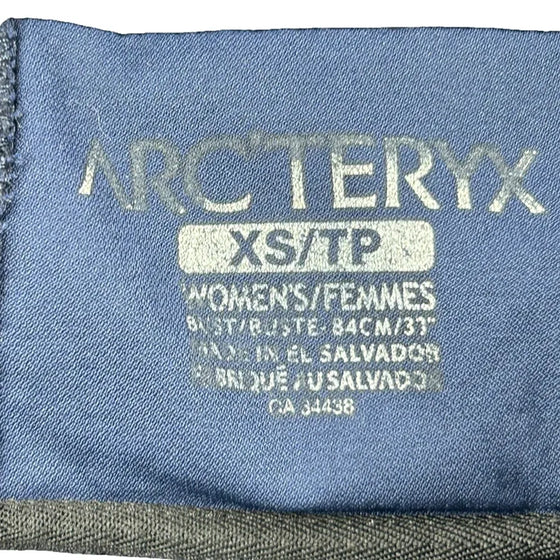 ARC'TERYX
XS/TP
WOMEN'S/FEMMES
BUST/BUSTE: 84CM/33"
MADE IN EL SALVADOR
FABRIQUÉ AU SALVADOR
CA 34438